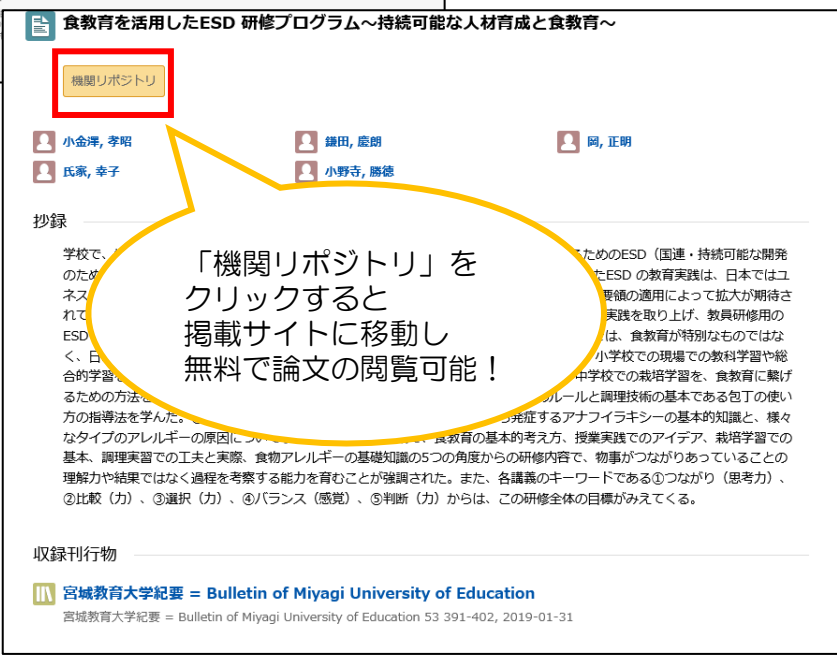 食教育を活用したESD 研修プログラム～持続可能な人材育成と食教育～
機関リポジトリ
小金澤, 孝昭
鎌田, 慶朗
岡, 正明
氏家, 幸子
小野寺, 勝徳
抄録
「機関リポジトリ」を
クリックすると
掲載サイトに移動し
無料で論文の閲覧可能！
学校で、
ためのESD（国連・持続可能な開発
のため
たESD の教育実践は、日本ではユ
ネス
要領の適用によって拡大が期待さ
れて
実践を取り上げ、教員研修用の
ESD
は、食教育が特別なものではな
く、日
小学校での現場での教科学習や総
合的学習
中学校での栽培学習を、食教育に繋げ
るための方法を
のルールと調理技術の基本である包丁の使い
方の指導法を学んだ。
発症するアナフィラキシーの基本的知識と、様々
なタイプのアレルギーの原因につい
食教育の基本的考え方、授業実践でのアイデア、栽培学習での
基本、調理実習での工夫と実際、食物アレルギーの基礎知識の5つの角度からの研修内容で、物事がつながりあっていることの
理解力や結果ではなく過程を考察する能力を育むことが強調された。また、各講義のキーワードである①つながり（思考力）、
②比較（力）、③選択（力）、④バランス（感覚）、⑤判断（力）からは、この研修全体の目標がみえてくる。
収録刊行物
宮城教育大学紀要 = Bulletin of Miyagi University of Education
宮城教育大学紀要 = Bulletin of Miyagi University of Education 53 391-402, 2019-01-31